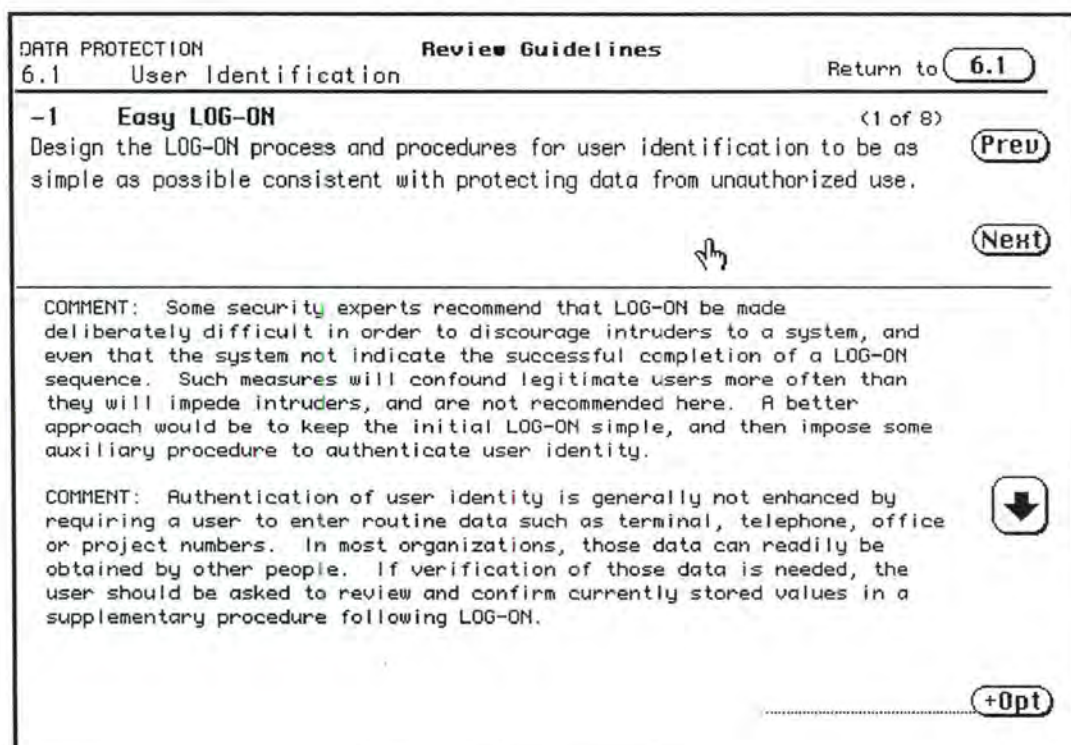 DATA PROTECTION Review Guidelines
6.1 User Identification Return to 6.1
-1 Easy LOG-ON (1 of 8)
Design the LOG-ON process and procedures for user identification to be as Prev
simple as possible consistent with protecting data from unauthorized use.
Next
COMMENT: Some security experts recommend that LOG-ON be made
deliberately difficult in order to discourage intruders to a system, and
even that the system not indicate the successful completion of a LOG-ON
sequence. Such measures will confound legitimate users more often than
they will impede intruders, and are not recommended here. A better
approach would be to keep the initial LOG-ON simple, and then impose some
auxiliary procedure to authenticate user identity.
COMMENT: Authentication of user identity is generally not enhanced by
requiring a user to enter routine data such as terminal, telephone, office
or project numbers. In most organizations, those data can readily be
obtained by other people. If verification of those data is needed, the
user should be asked to review and confirm currently stored values in a
supplementary procedure following LOG-ON.
+Opt